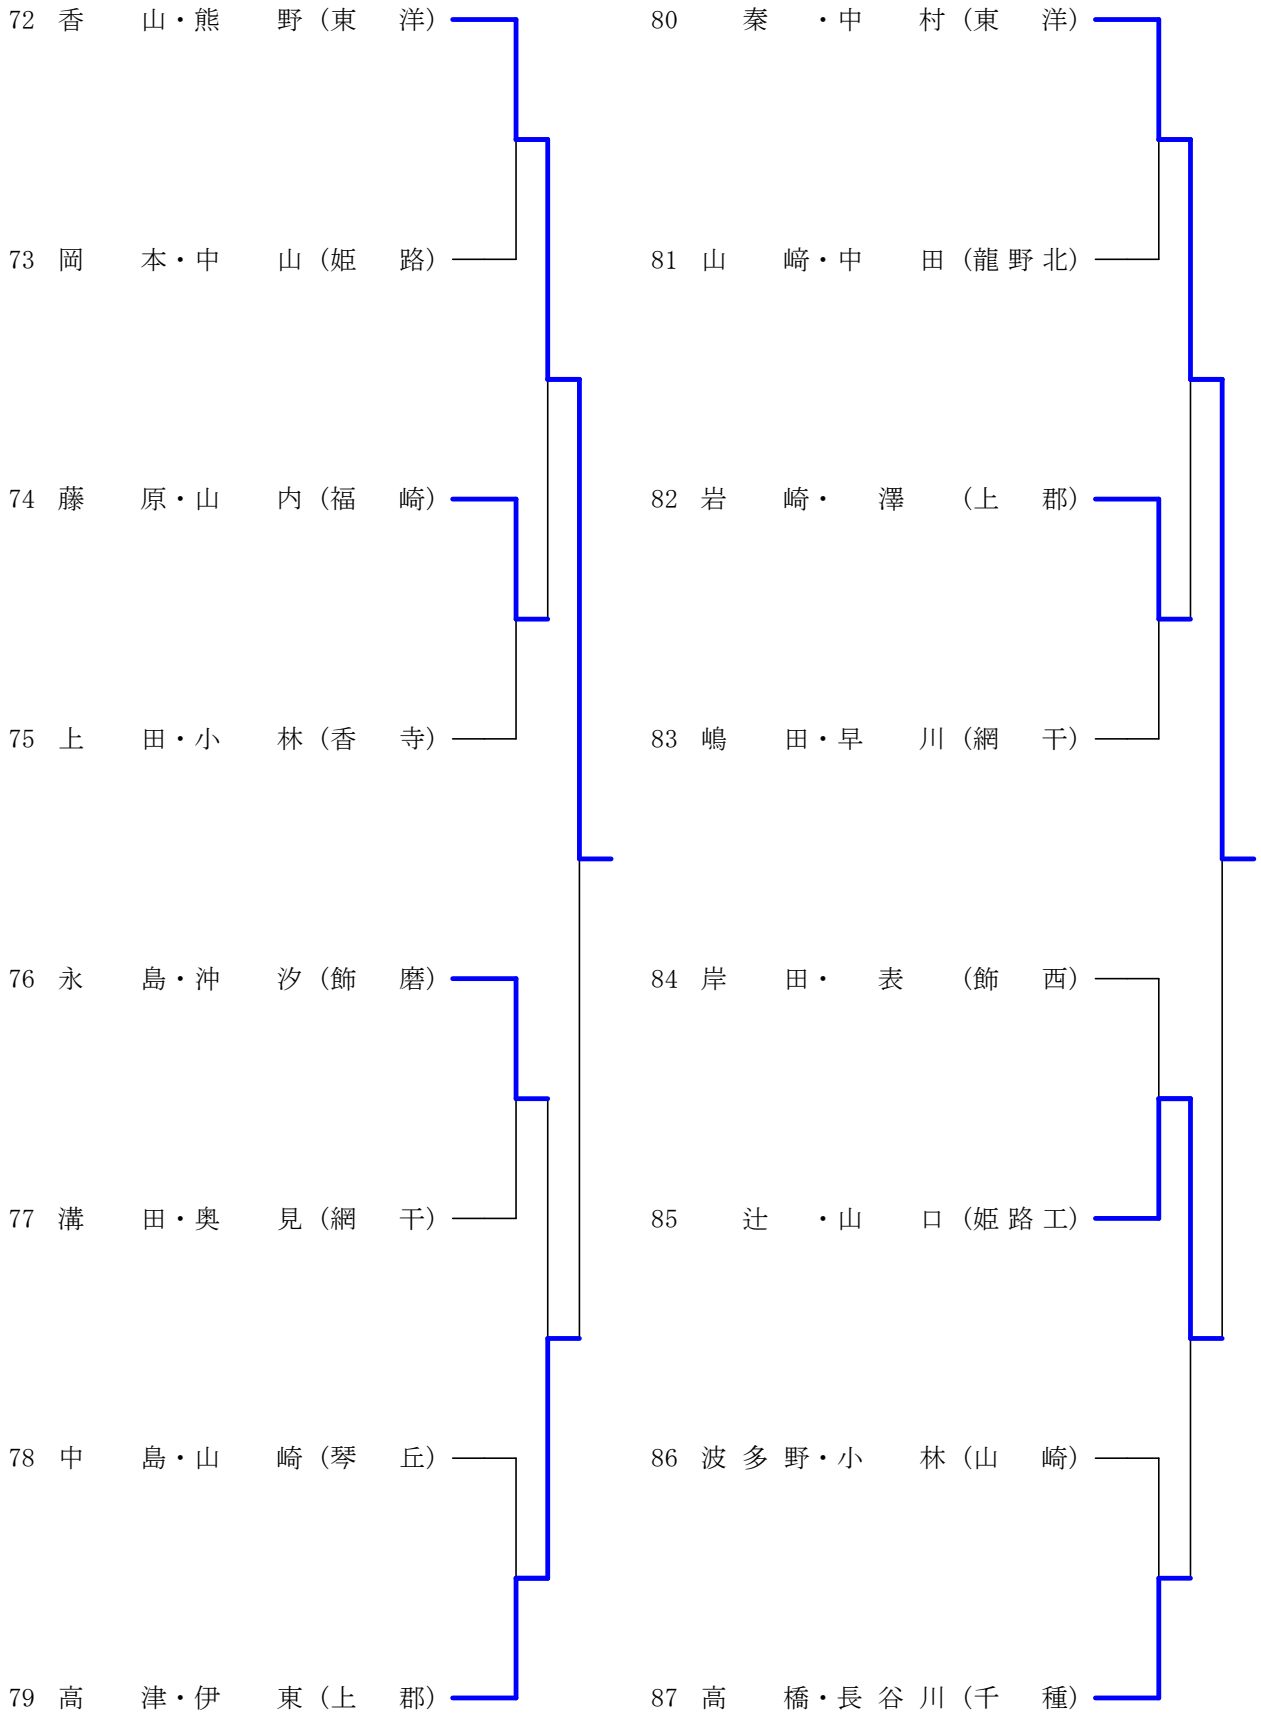 72 香山・熊野(東洋)
73 岡本・中山(姫路)
74 藤原・山内(福崎)
75 上田・小林(香寺)
76 永島・沖汐(飾磨)
77 溝田・奥見(網干)
78 中島・山崎(琴丘)
79 高津・伊東(上郡)
80 秦・中村(東洋)
81 山﨑・中田(龍野北)
82 岩崎・澤(上郡)
83 嶋田・早川(網干)
84 岸田・表(飾西)
85 辻・山口(姫路工)
86 波多野・小林(山崎)
87 高橋・長谷川(千種)